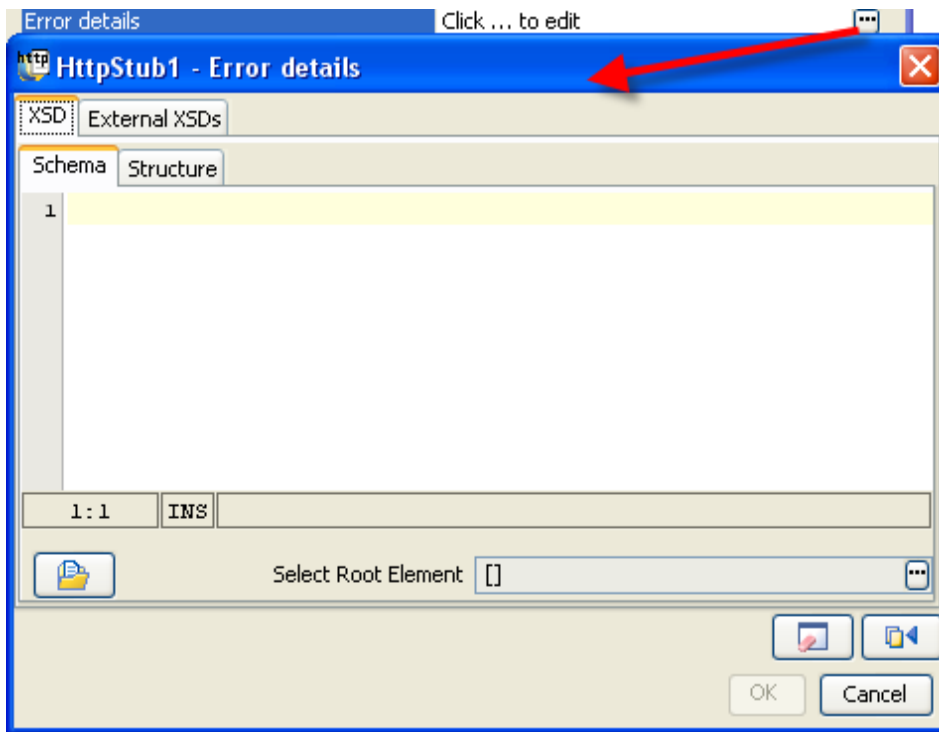 Error details Click ... to edit
http HttpStub1 - Error details
XSD External XSDs
Schema Structure
1
1:1 INS
Select Root Element []
OK Cancel